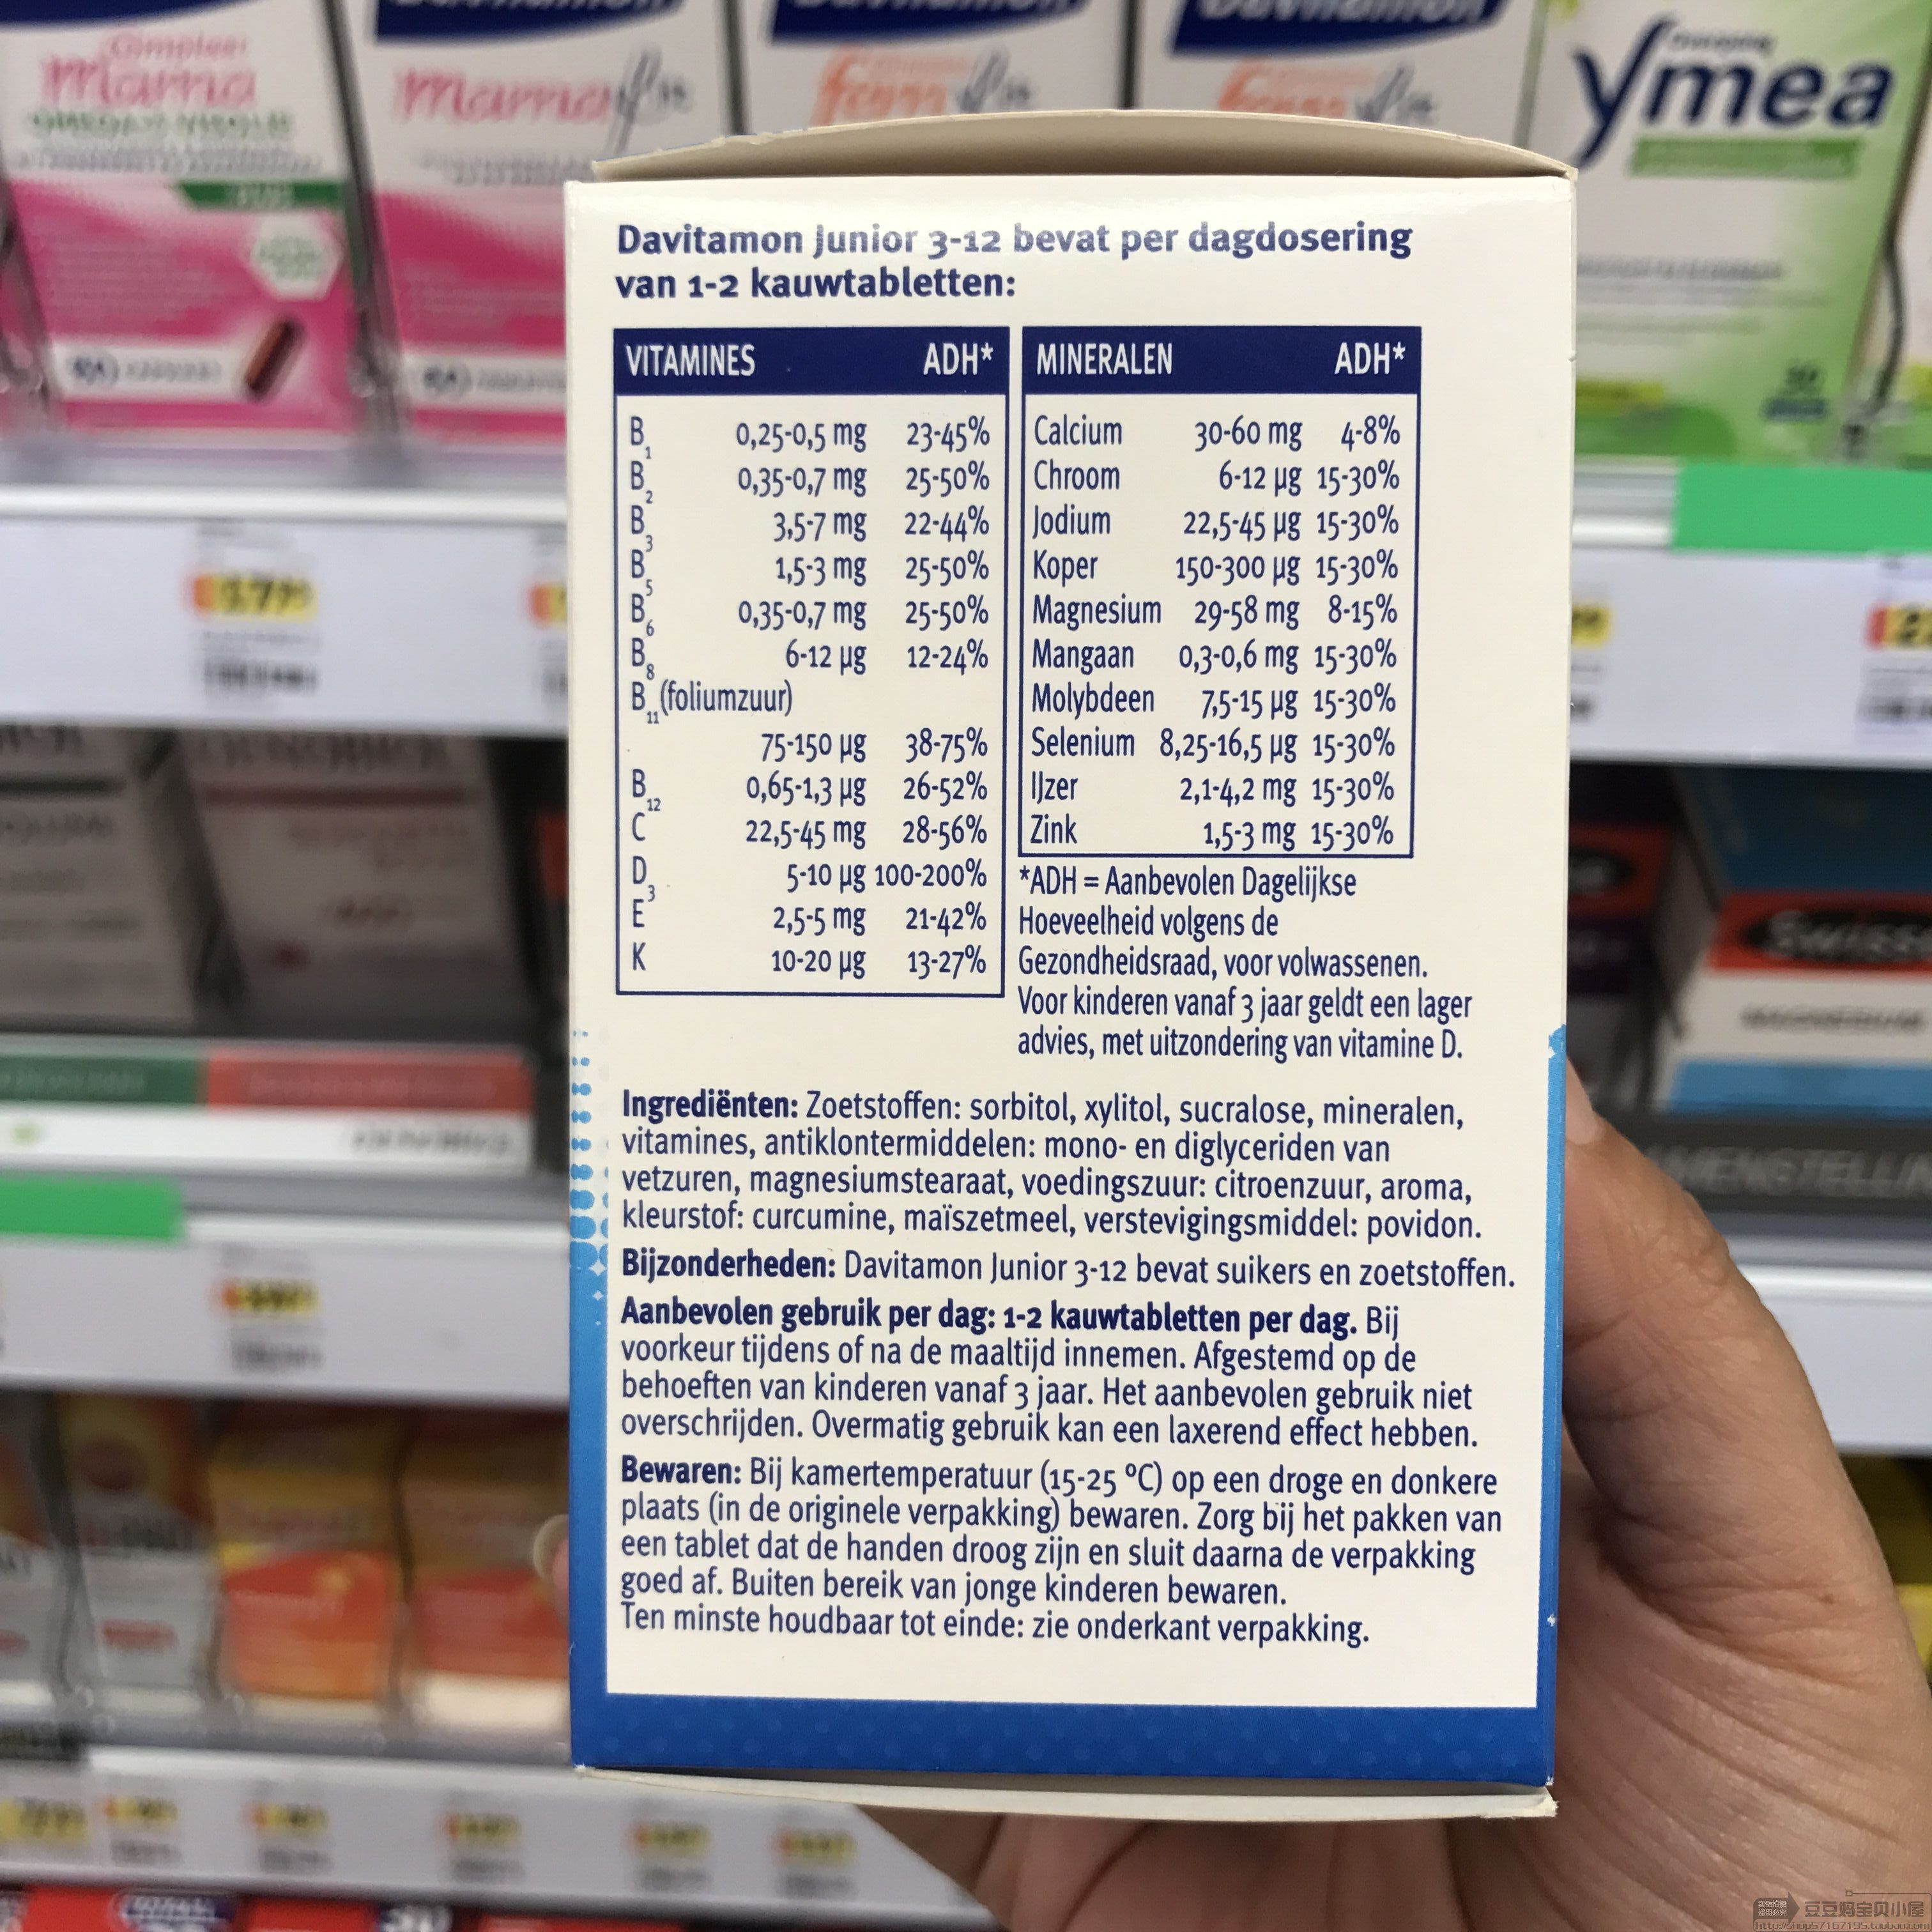 Mama
Mama fit
ymea
Davitamon Junior 3-12 bevat per dagdosering
van 1-2 kauwtabletten:
VITAMINES ADH*
B1 0,25-0,5 mg 23-45%
B2 0,35-0,7 mg 25-50%
B3 3,5-7 mg 22-44%
B5 1,5-3 mg 25-50%
B6 0,35-0,7 mg 25-50%
B8 6-12 µg 12-24%
B11 (foliumzuur)
75-150 µg 38-75%
B12 0,65-1,3 µg 26-52%
C 22,5-45 mg 28-56%
D3 5-10 µg 100-200%
E 2,5-5 mg 21-42%
K 10-20 µg 13-27%
MINERALEN ADH*
Calcium 30-60 mg 4-8%
Chroom 6-12 µg 15-30%
Jodium 22,5-45 µg 15-30%
Koper 150-300 µg 15-30%
Magnesium 29-58 mg 8-15%
Mangaan 0,3-0,6 mg 15-30%
Molybdeen 7,5-15 µg 15-30%
Selenium 8,25-16,5 µg 15-30%
IJzer 2,1-4,2 mg 15-30%
Zink 1,5-3 mg 15-30%
*ADH = Aanbevolen Dagelijkse
Hoeveelheid volgens de
Gezondheidsraad, voor volwassenen.
Voor kinderen vanaf 3 jaar geldt een lager
advies, met uitzondering van vitamine D.
Ingrediënten: Zoetstoffen: sorbitol, xylitol, sucralose, mineralen,
vitamines, antiklontermiddelen: mono- en diglyceriden van
vetzuren, magnesiumstearaat, voedingszuur: citroenzuur, aroma,
kleurstof: curcumine, maïszetmeel, verstevigingsmiddel: povidon.
Bijzonderheden: Davitamon Junior 3-12 bevat suikers en zoetstoffen.
Aanbevolen gebruik per dag: 1-2 kauwtabletten per dag. Bij
voorkeur tijdens of na de maaltijd innemen. Afgestemd op de
behoeften van kinderen vanaf 3 jaar. Het aanbevolen gebruik niet
overschrijden. Overmatig gebruik kan een laxerend effect hebben.
Bewaren: Bij kamertemperatuur (15-25 °C) op een droge en donkere
plaats (in de originele verpakking) bewaren. Zorg bij het pakken van
een tablet dat de handen droog zijn en sluit daarna de verpakking
goed af. Buiten bereik van jonge kinderen bewaren.
Ten minste houdbaar tot einde: zie onderkant verpakking.
豆豆妈宝贝小屋